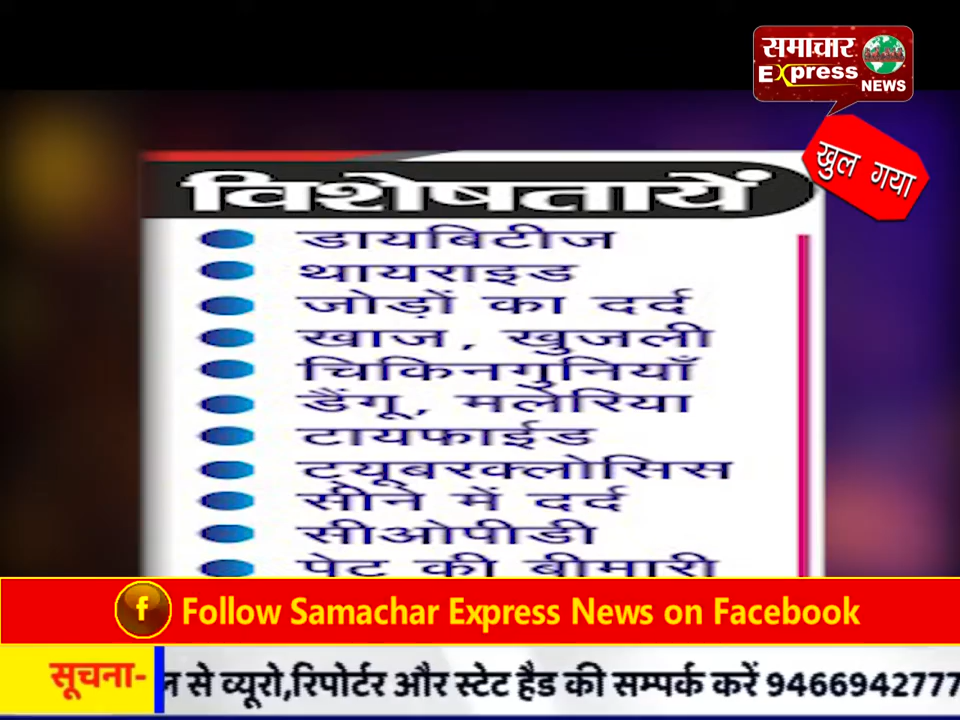 समाचार
Express
NEWS
खुल गया
विशेषतायें
डायबिटीज
थायराइड
जोड़ों का दर्द
खाज, खुजली
चिकिनगुनियाँ
डैंगू, मलेरिया
टायफाईड
ट्यूबरक्लोसिस
सीने में दर्द
सीओपीडी
पेट की बीमारी
f Follow Samachar Express News on Facebook
सूचना- से व्यूरो,रिपोर्टर और स्टेट हैड की सम्पर्क करें 9466942777